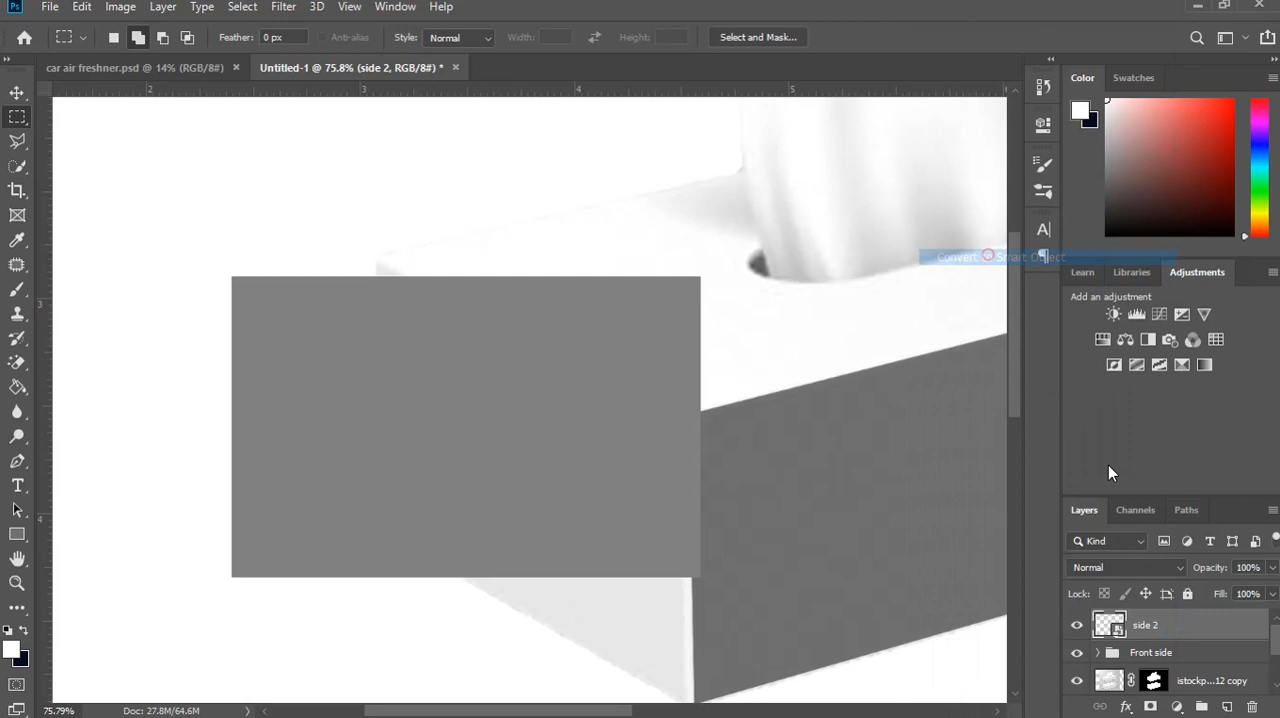 Ps File Edit Image Layer Type Select Filter 3D View Window Help
Feather: 0 px Anti-alias Style: Normal Width: Height: Select and Mask...
car air freshner.psd @ 14% (RGB/8#) × Untitled-1 @ 75.8% (side 2, RGB/8#) * ×
2 3 4 5
Color Swatches
Convert to Smart Object
Learn Libraries Adjustments
Add an adjustment
3
4
Layers Channels Paths
Kind
Normal Opacity: 100%
Lock: Fill: 100%
side 2
Front side
istockp...12 copy
75.79% Doc: 27.8M/64.6M